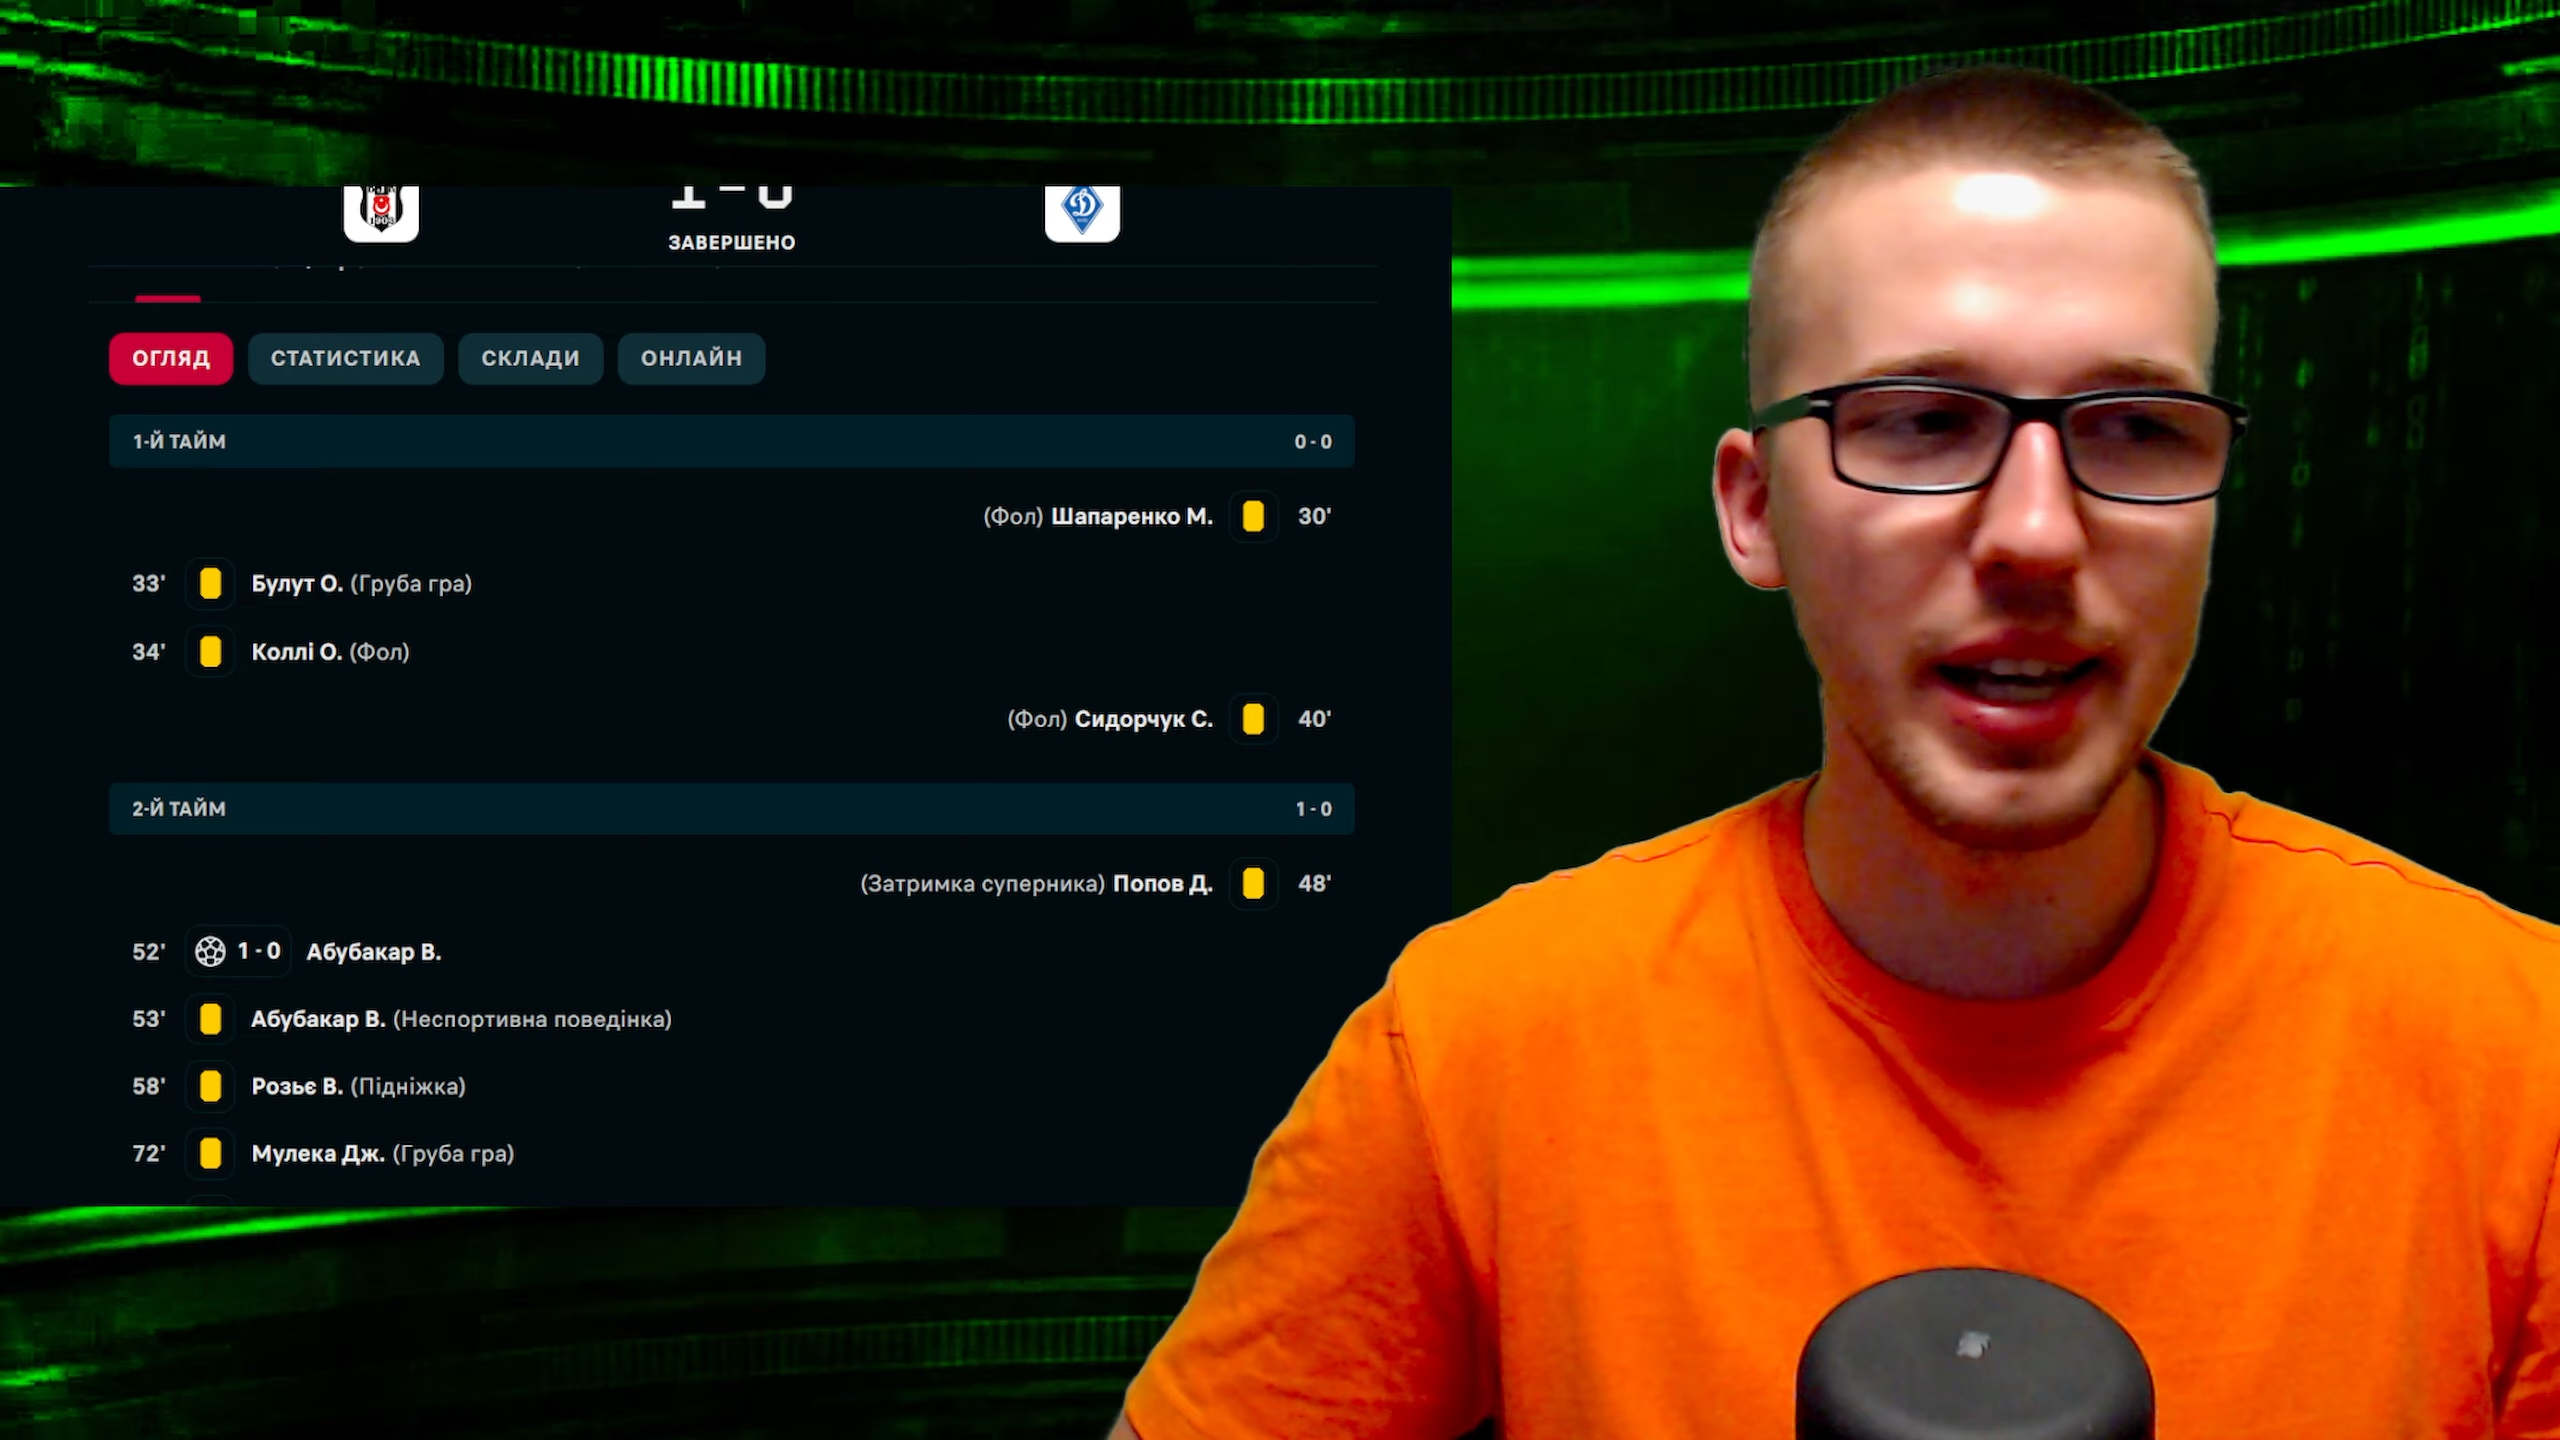 1 - 0
ЗАВЕРШЕНО
ОГЛЯД СТАТИСТИКА СКЛАДИ ОНЛАЙН
1-Й ТАЙМ 0 - 0
(Фол) Шапаренко М. 30'
33' Булут О. (Груба гра)
34' Коллі О. (Фол)
(Фол) Сидорчук С. 40'
2-Й ТАЙМ 1 - 0
(Затримка суперника) Попов Д. 48'
52' 1 - 0 Абубакар В.
53' Абубакар В. (Неспортивна поведінка)
58' Розьє В. (Підніжка)
72' Мулека Дж. (Груба гра)